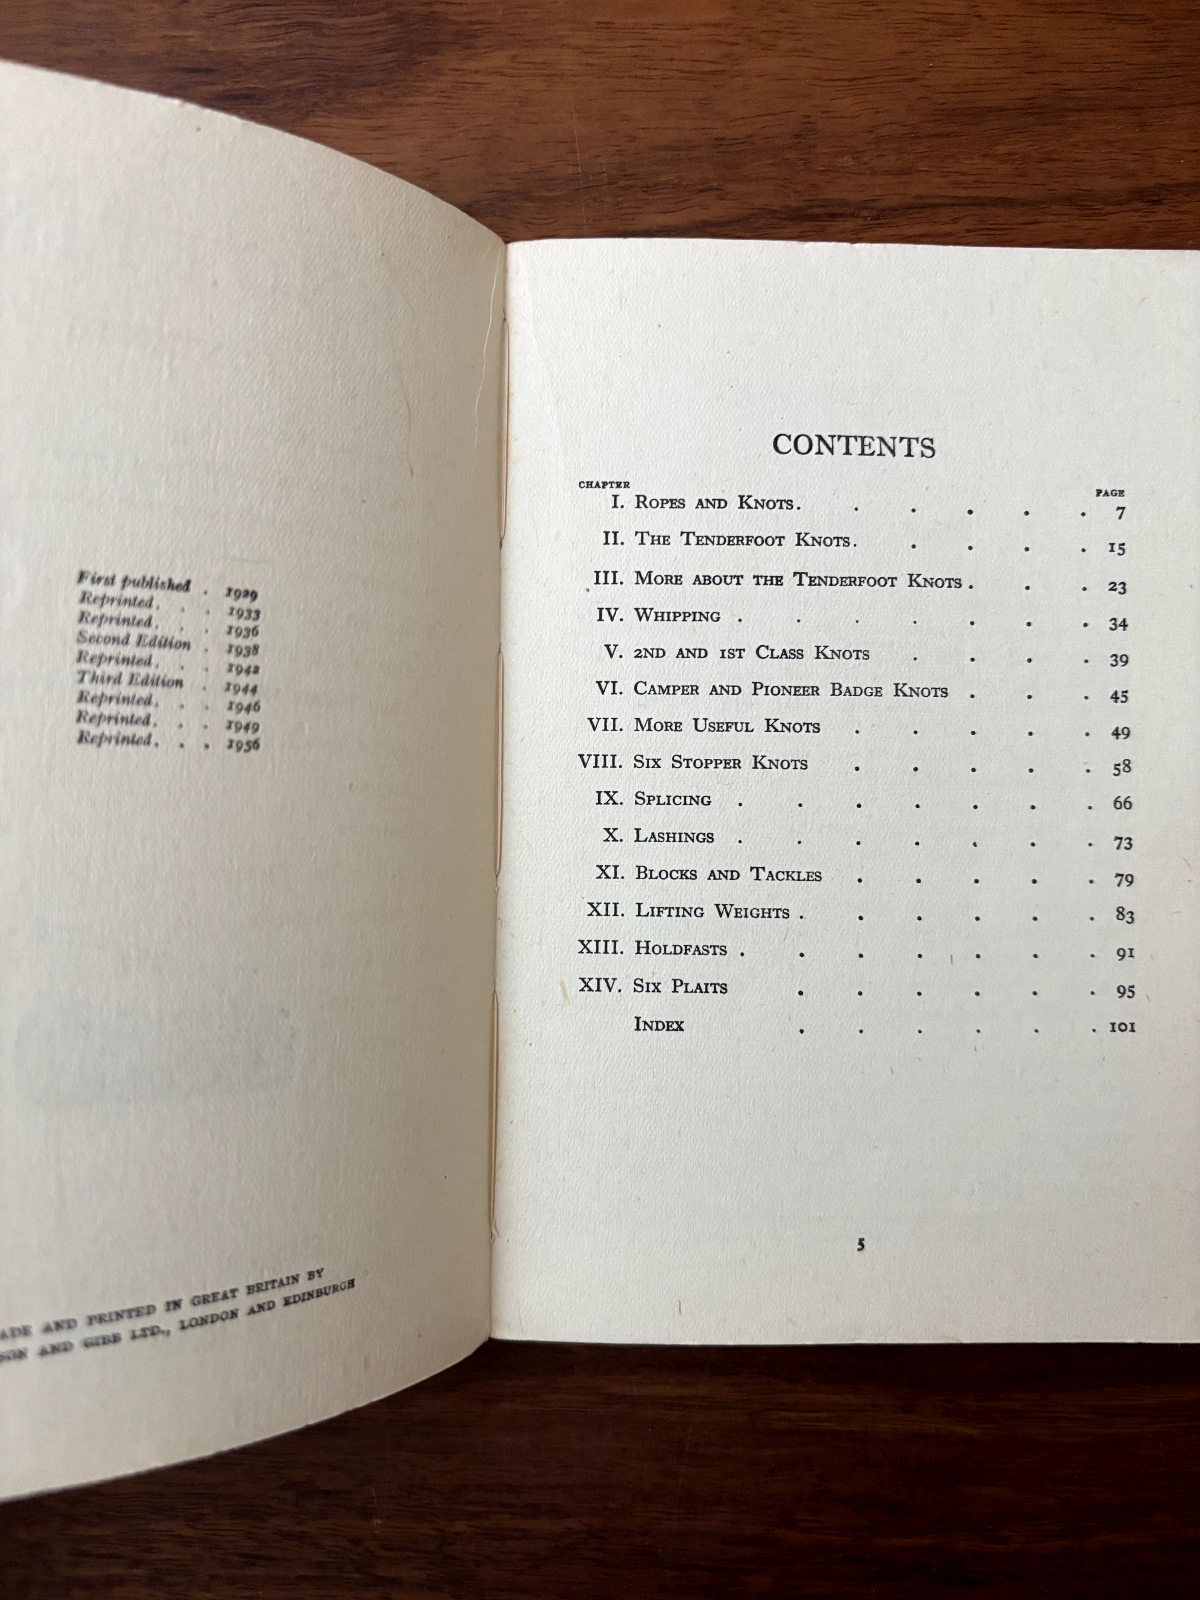 First published . 1929
Reprinted. . . 1933
Reprinted. . . 1936
Second Edition . 1938
Reprinted. . . 1942
Third Edition . 1944
Reprinted. . . 1946
Reprinted. . . 1949
Reprinted. . . 1956
AND PRINTED IN GREAT BRITAIN BY
AND GIBB LTD., LONDON AND EDINBURGH
CONTENTS
CHAPTER PAGE
I. ROPES AND KNOTS. . . . . . 7
II. THE TENDERFOOT KNOTS. . . . . 15
III. MORE ABOUT THE TENDERFOOT KNOTS . . . 23
IV. WHIPPING . . . . . . . 34
V. 2ND AND 1ST CLASS KNOTS . . . . 39
VI. CAMPER AND PIONEER BADGE KNOTS . . . 45
VII. MORE USEFUL KNOTS . . . . . 49
VIII. SIX STOPPER KNOTS . . . . . 58
IX. SPLICING . . . . . . . 66
X. LASHINGS . . . . . . . 73
XI. BLOCKS AND TACKLES . . . . . 79
XII. LIFTING WEIGHTS . . . . . . 83
XIII. HOLDFASTS . . . . . . . 91
XIV. SIX PLAITS . . . . . . 95
INDEX . . . . . . 101
5